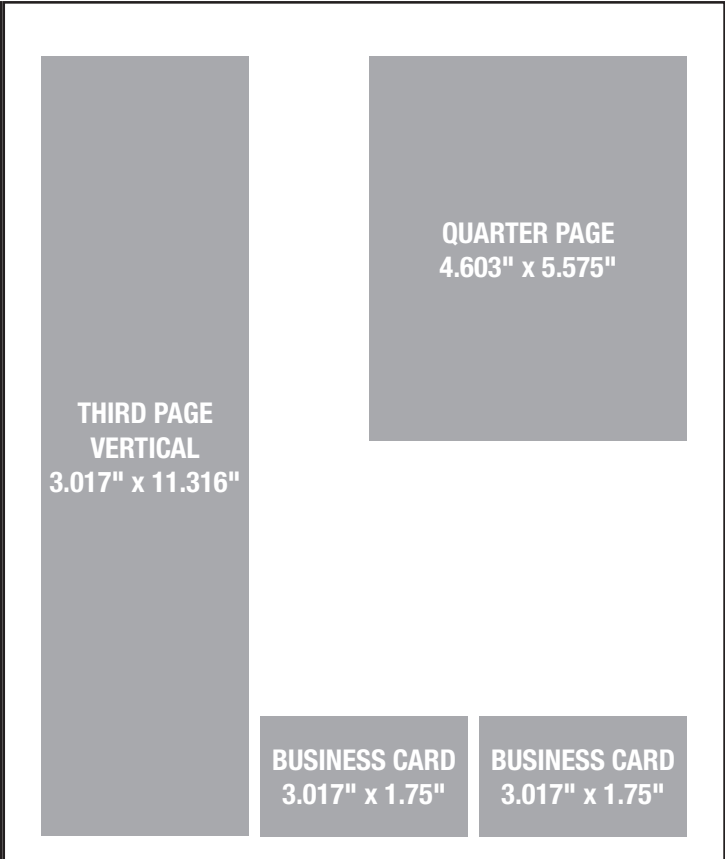 QUARTER PAGE
4.603" x 5.575"
THIRD PAGE
VERTICAL
3.017" x 11.316"
BUSINESS CARD
3.017" x 1.75"
BUSINESS CARD
3.017" x 1.75"